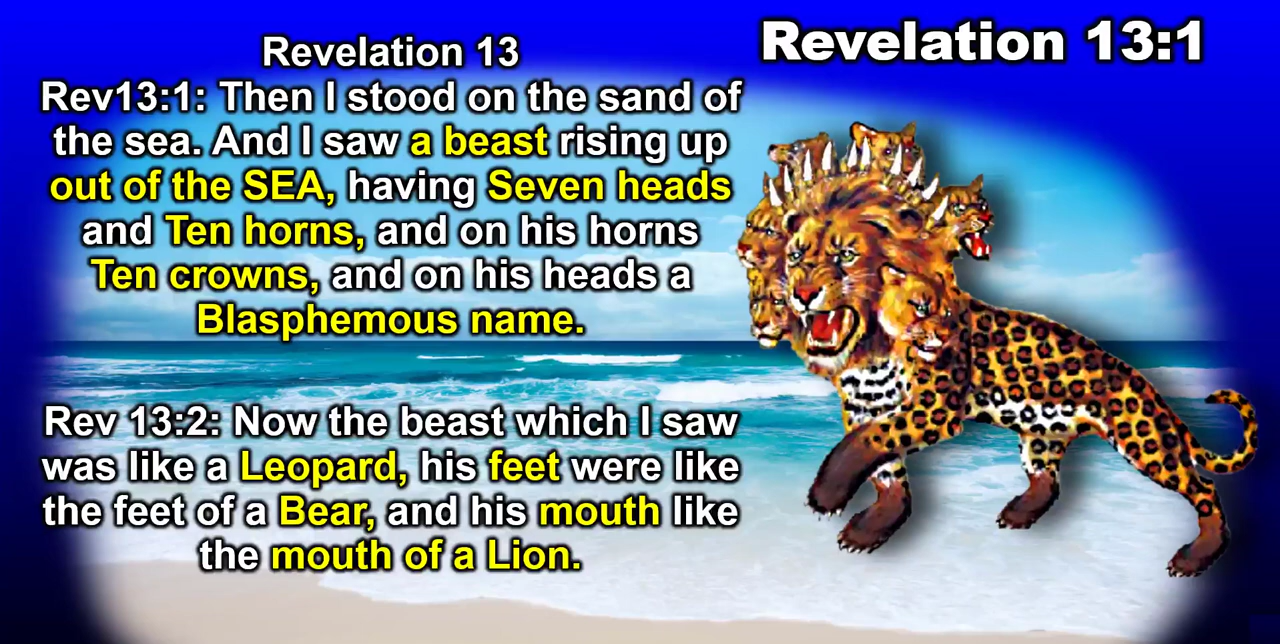 Revelation 13:1
Revelation 13
Rev13:1: Then I stood on the sand of
the sea. And I saw a beast rising up
out of the SEA, having Seven heads
and Ten horns, and on his horns
Ten crowns, and on his heads a
Blasphemous name.
Rev 13:2: Now the beast which I saw
was like a Leopard, his feet were like
the feet of a Bear, and his mouth like
the mouth of a Lion.